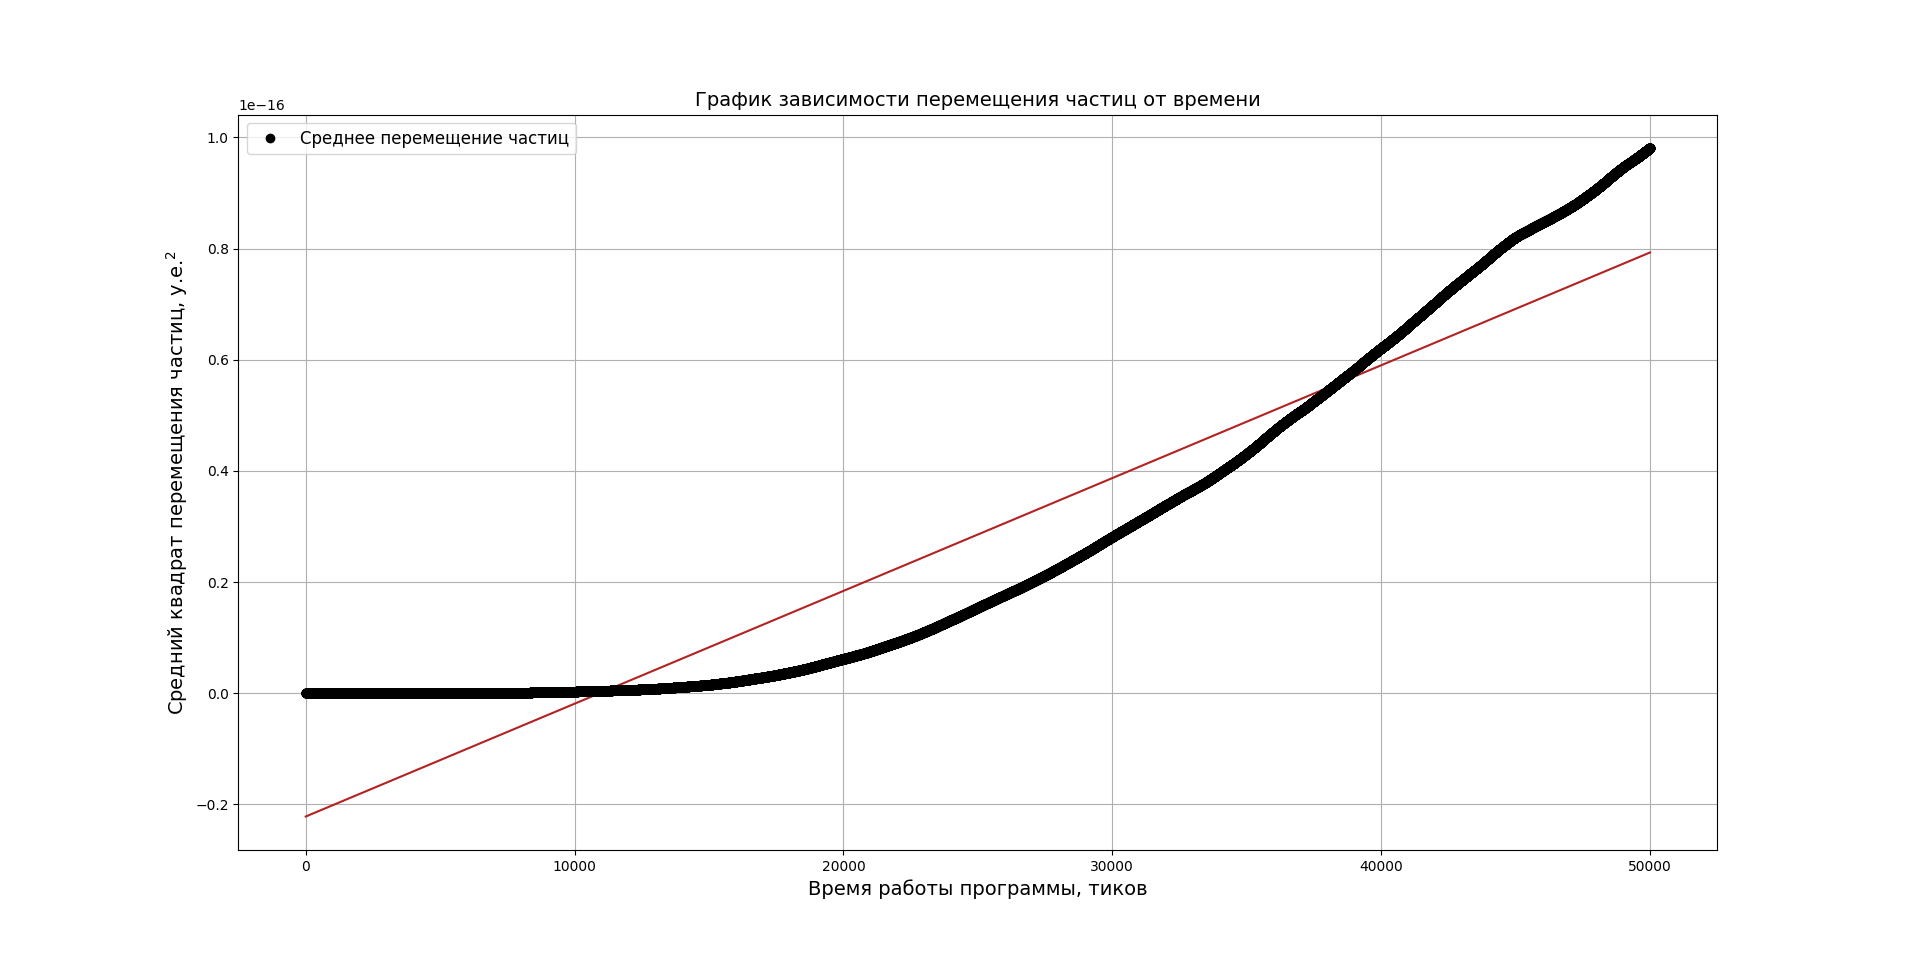 График зависимости перемещения частиц от времени
1e−16
Среднее перемещение частиц
1.0
0.8
0.6
0.4
0.2
0.0
−0.2
Средний квадрат перемещения частиц, у.е.²
0 10000 20000 30000 40000 50000
Время работы программы, тиков